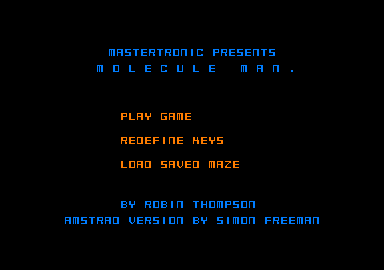 MASTERTRONIC PRESENTS
M O L E C U L E   M A N .
PLAY GAME
REDEFINE KEYS
LOAD SAVED MAZE
BY ROBIN THOMPSON
AMSTRAD VERSION BY SIMON FREEMAN